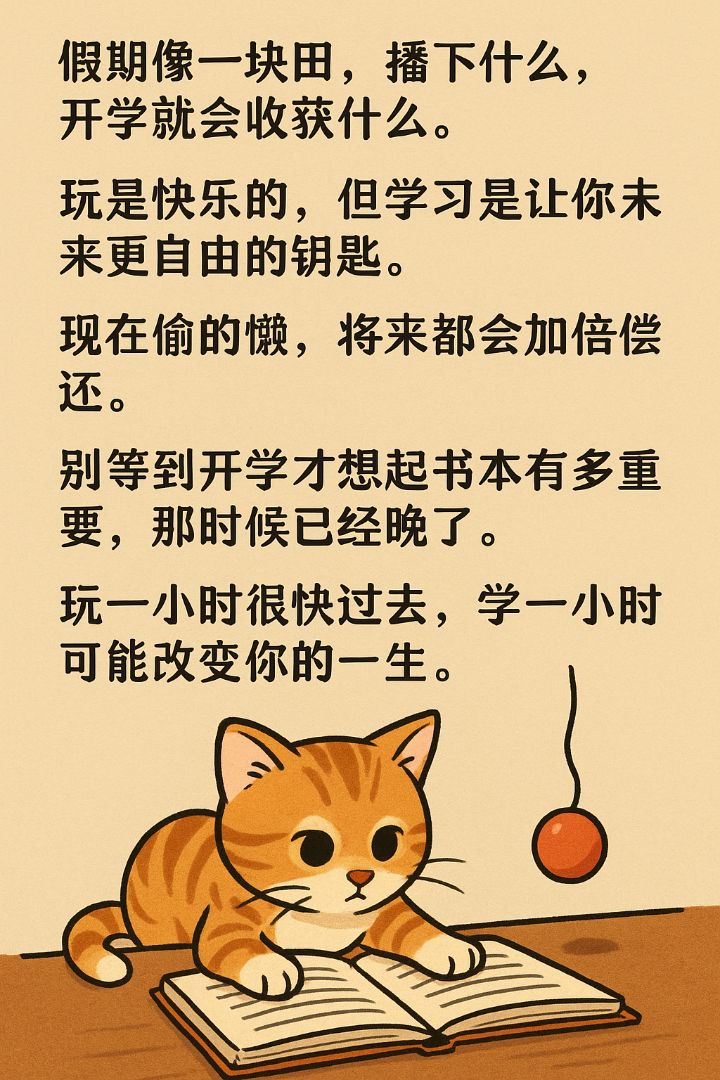 假期像一块田，播下什么，
开学就会收获什么。
玩是快乐的，但学习是让你未
来更自由的钥匙。
现在偷的懒，将来都会加倍偿
还。
别等到开学才想起书本有多重
要，那时候已经晚了。
玩一小时很快过去，学一小时
可能改变你的一生。